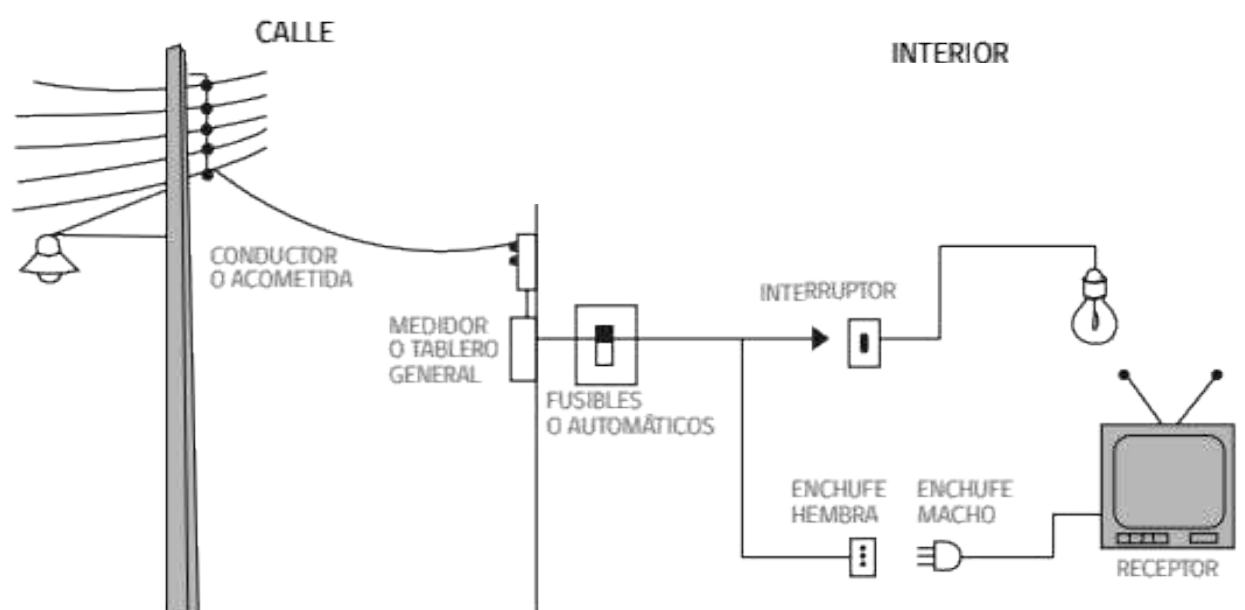 CALLE
INTERIOR
CONDUCTOR
O ACOMETIDA
MEDIDOR
O TABLERO
GENERAL
FUSIBLES
O AUTOMÁTICOS
INTERRUPTOR
ENCHUFE
HEMBRA
ENCHUFE
MACHO
RECEPTOR